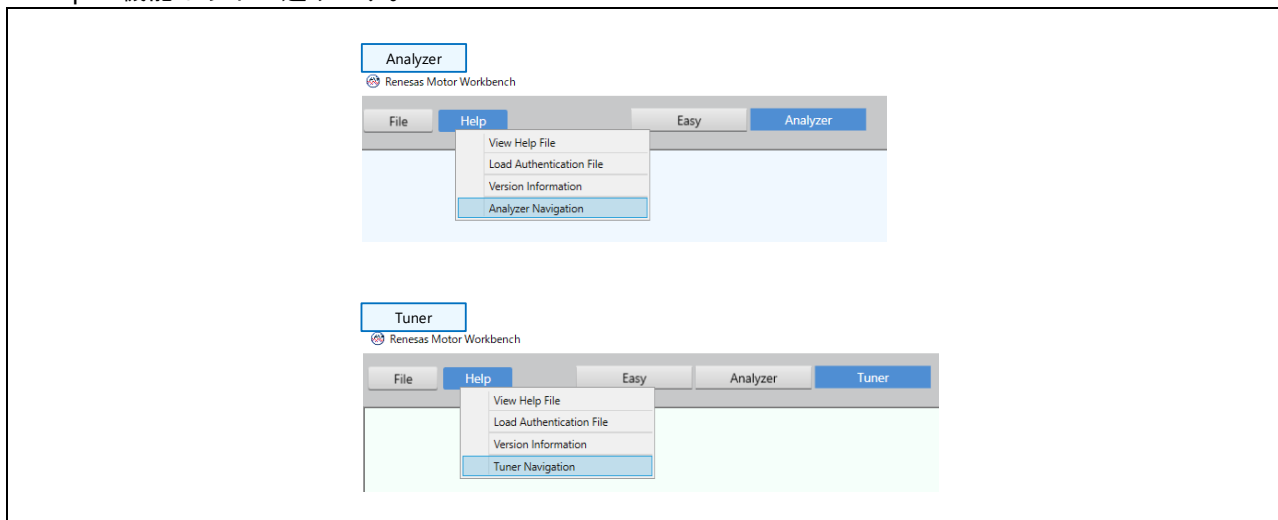 Analyzer
Renesas Motor Workbench
File Help Easy Analyzer
View Help File
Load Authentication File
Version Information
Analyzer Navigation
Tuner
Renesas Motor Workbench
File Help Easy Analyzer Tuner
View Help File
Load Authentication File
Version Information
Tuner Navigation